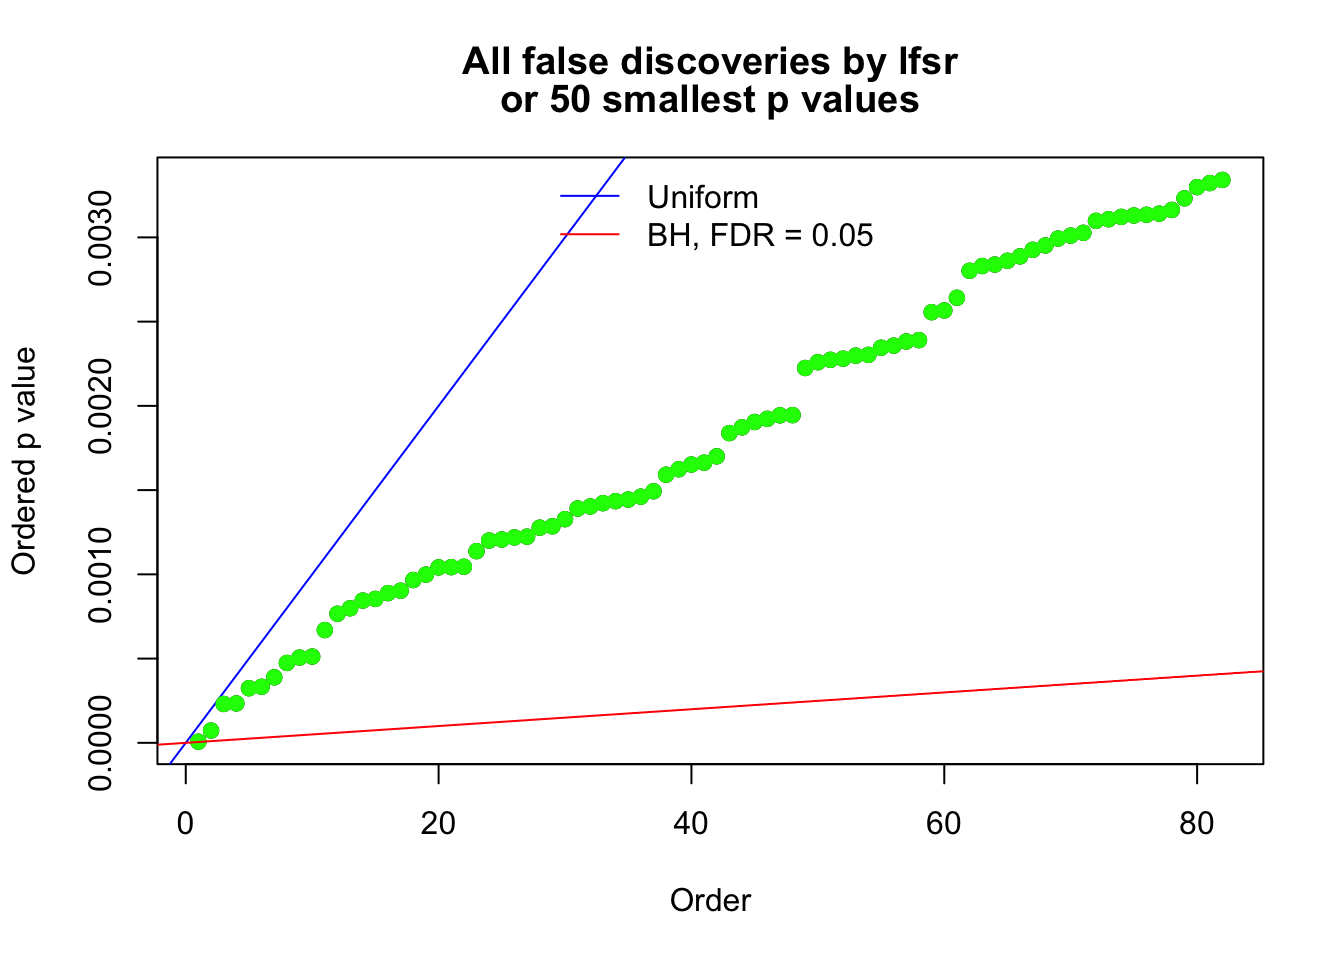 All false discoveries by lfsr
or 50 smallest p values
Uniform
BH, FDR = 0.05
Ordered p value
0.0030
0.0020
0.0010
0.0000
0 20 40 60 80
Order